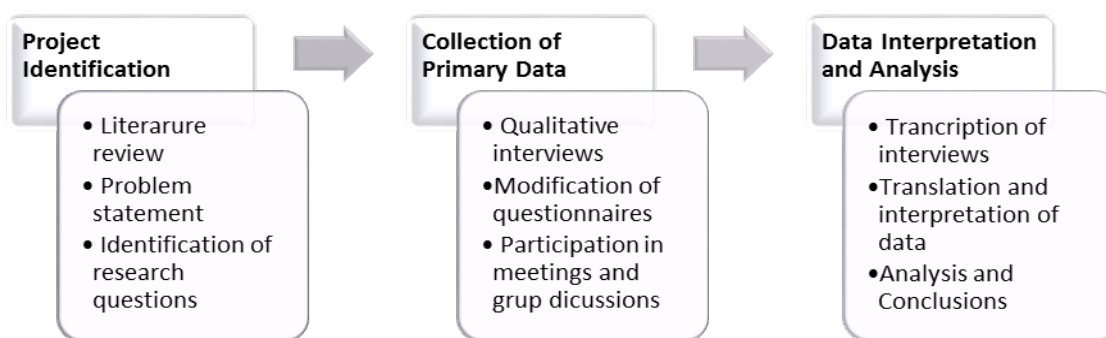 Project
Identification
• Literarure
review
• Problem
statement
• Identification of
research
questions
Collection of
Primary Data
• Qualitative
interviews
•Modification of
questionnaires
• Participation in
meetings and
grup dicussions
Data Interpretation
and Analysis
• Trancription of
interviews
•Translation and
interpretation of
data
•Analysis and
Conclusions